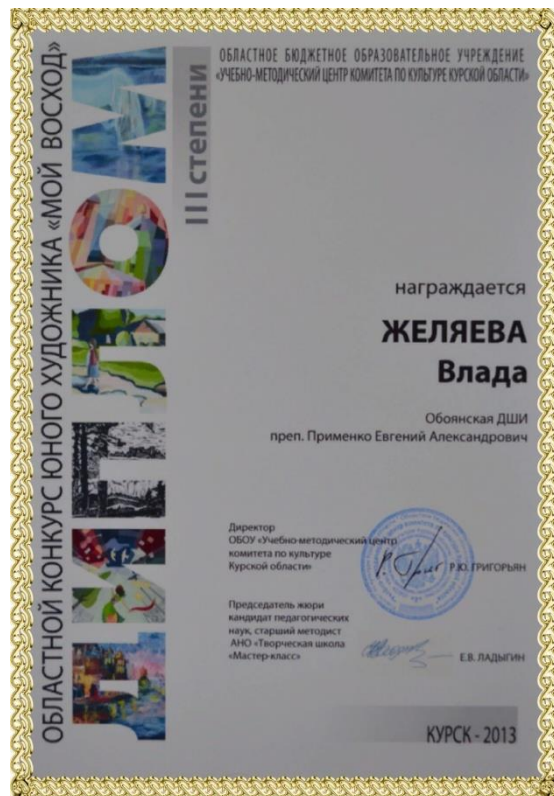 ОБЛАСТНОЕ БЮДЖЕТНОЕ ОБРАЗОВАТЕЛЬНОЕ УЧРЕЖДЕНИЕ
«УЧЕБНО-МЕТОДИЧЕСКИЙ ЦЕНТР КОМИТЕТА ПО КУЛЬТУРЕ КУРСКОЙ ОБЛАСТИ»
ОБЛАСТНОЙ КОНКУРС ЮНОГО ХУДОЖНИКА «МОЙ ВОСХОД»
ДИПЛОМ
III степени
награждается
ЖЕЛЯЕВА
Влада
Обоянская ДШИ
преп. Применко Евгений Александрович
Директор
ОБОУ «Учебно-методический центр
комитета по культуре
Курской области»
Р.Ю. ГРИГОРЬЯН
Председатель жюри
кандидат педагогических
наук, старший методист
АНО «Творческая школа
«Мастер-класс»
Е.В. ЛАДЫГИН
КУРСК - 2013